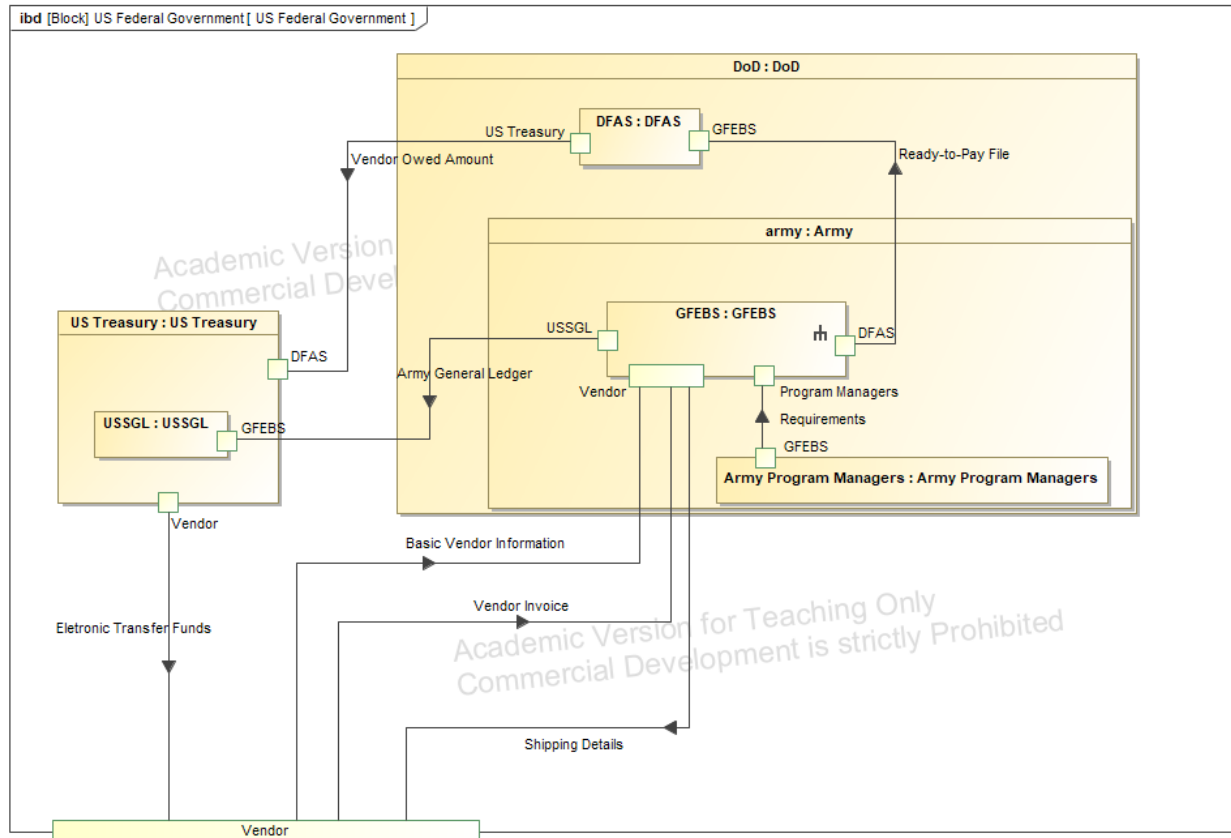 ibd [Block] US Federal Government [ US Federal Government ]
DoD : DoD
DFAS : DFAS
US Treasury
GFEBS
Vendor Owed Amount
Ready-to-Pay File
army : Army
Academic Version
Commercial Devel
US Treasury : US Treasury
GFEBS : GFEBS
USSGL
DFAS
DFAS
Army General Ledger
Vendor
Program Managers
USSGL : USSGL
GFEBS
Requirements
GFEBS
Army Program Managers : Army Program Managers
Vendor
Basic Vendor Information
Vendor Invoice
Academic Version for Teaching Only
Commercial Development is strictly Prohibited
Eletronic Transfer Funds
Shipping Details
Vendor